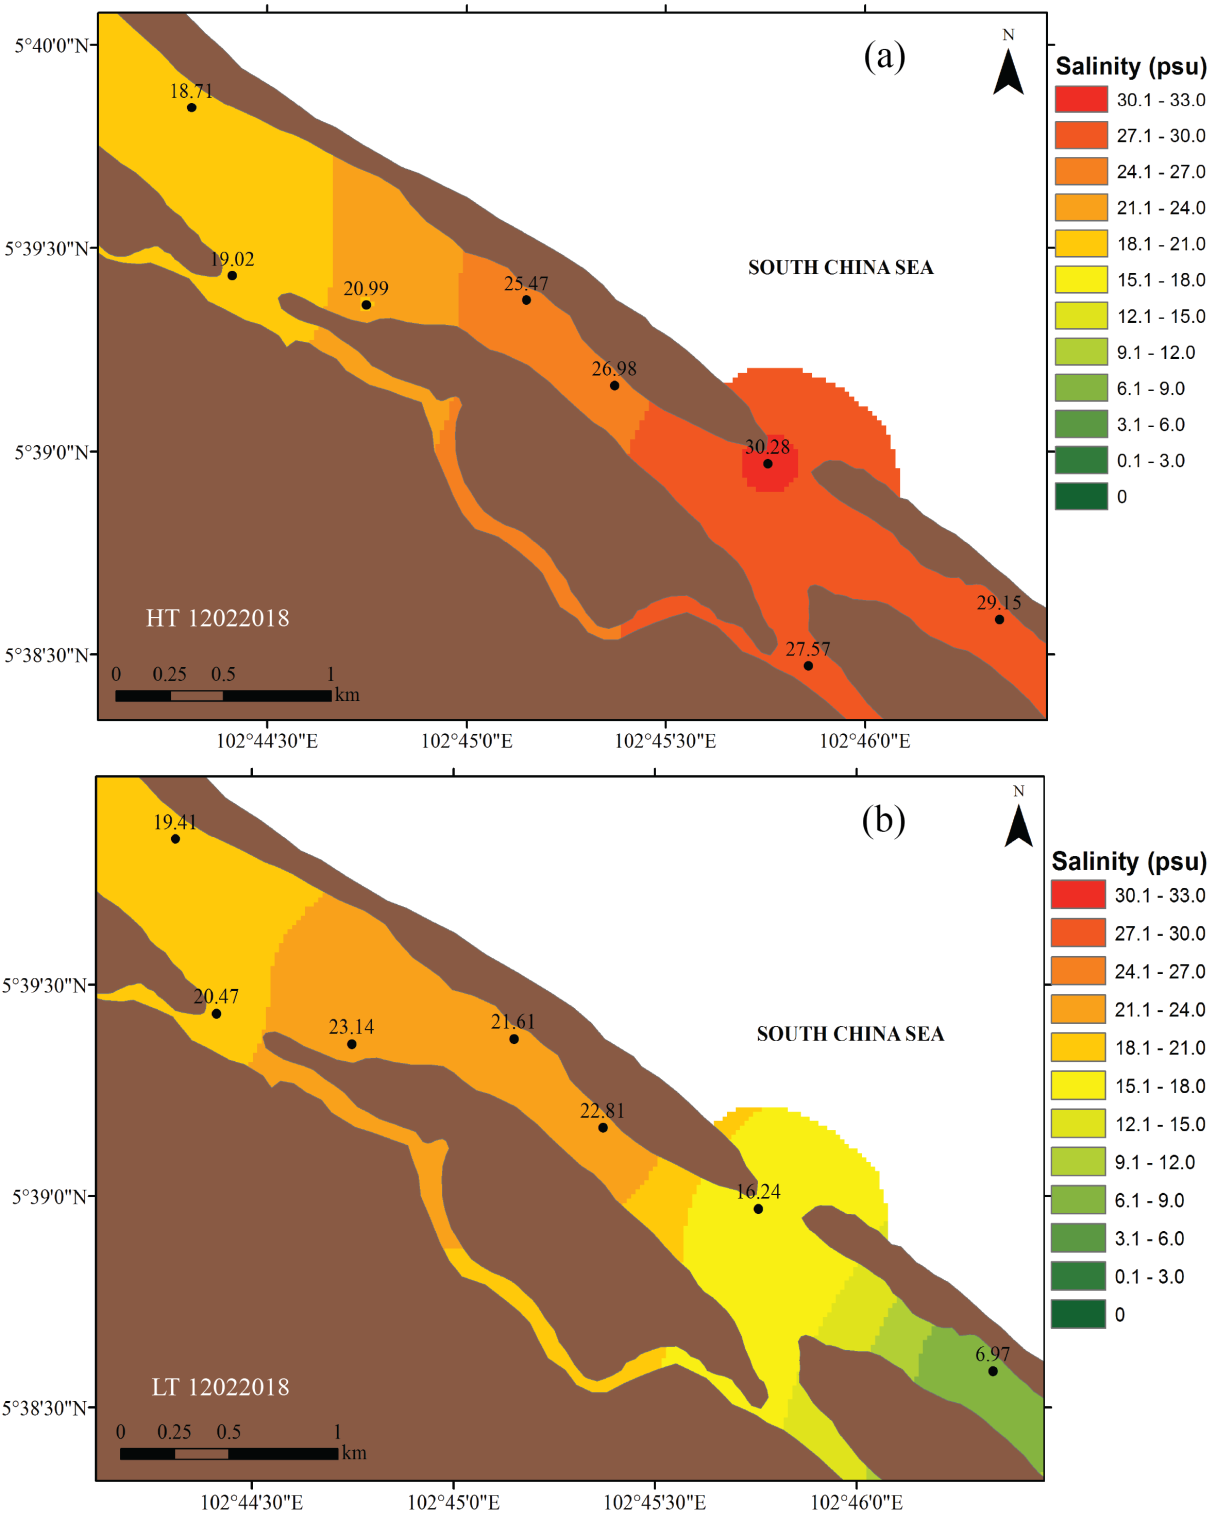 (a)
N
5°40'0"N
5°39'30"N
5°39'0"N
5°38'30"N
18.71
19.02
20.99
25.47
26.98
30.28
29.15
27.57
SOUTH CHINA SEA
HT 12022018
0 0.25 0.5 1
km
102°44'30"E 102°45'0"E 102°45'30"E 102°46'0"E
Salinity (psu)
30.1 - 33.0
27.1 - 30.0
24.1 - 27.0
21.1 - 24.0
18.1 - 21.0
15.1 - 18.0
12.1 - 15.0
9.1 - 12.0
6.1 - 9.0
3.1 - 6.0
0.1 - 3.0
0
(b)
N
5°39'30"N
5°39'0"N
5°38'30"N
19.41
20.47
23.14
21.61
22.81
16.24
6.97
SOUTH CHINA SEA
LT 12022018
0 0.25 0.5 1
km
102°44'30"E 102°45'0"E 102°45'30"E 102°46'0"E
Salinity (psu)
30.1 - 33.0
27.1 - 30.0
24.1 - 27.0
21.1 - 24.0
18.1 - 21.0
15.1 - 18.0
12.1 - 15.0
9.1 - 12.0
6.1 - 9.0
3.1 - 6.0
0.1 - 3.0
0